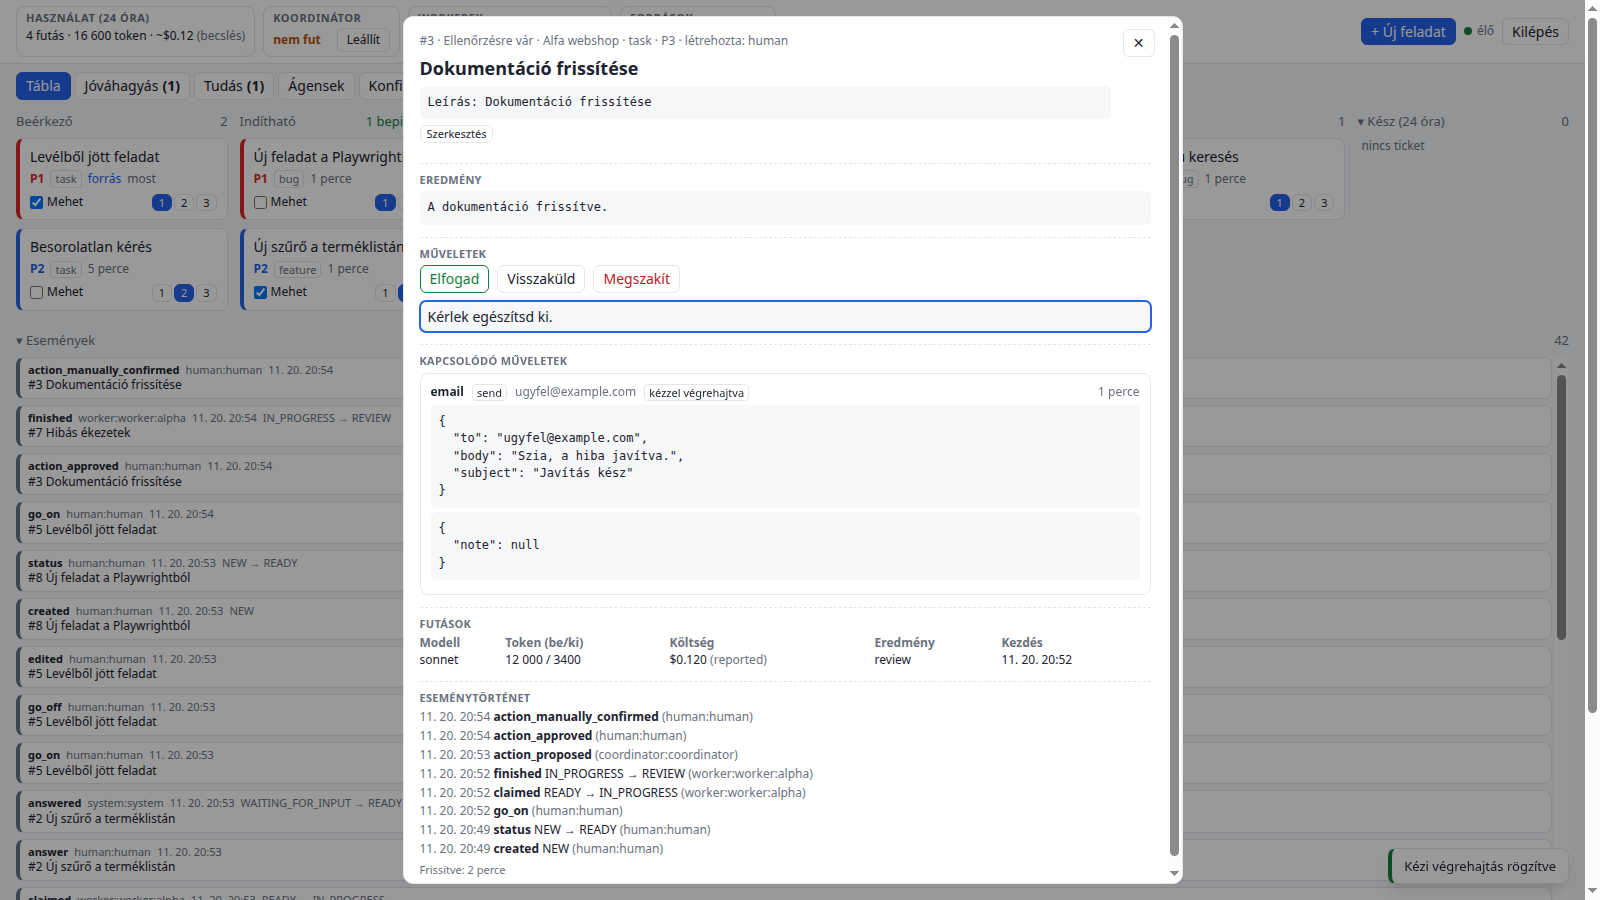 HASZNÁLAT (24 ÓRA)
4 futás · 16 600 token · ~$0.12 (becslés)
KOORDINÁTOR
nem fut
Leállít
+ Új feladat
élő
Kilépés
Tábla
Jóváhagyás (1)
Tudás (1)
Ágensek
Konfi
Beérkező 2
Levélből jött feladat
P1 task forrás most
Mehet 1 2 3
Besorolatlan kérés
P2 task 5 perce
Mehet 1 2 3
Indítható 1 bepi
Új feladat a Playwright
P1 bug 1 perce
Mehet 1
Új szűrő a terméklistán
P2 feature 1 perce
Mehet 1
1
keresés
1 perce
1 2 3
▾ Kész (24 óra) 0
nincs ticket
▾ Események 42
action_manually_confirmed human:human 11. 20. 20:54
#3 Dokumentáció frissítése
finished worker:worker:alpha 11. 20. 20:54 IN_PROGRESS → REVIEW
#7 Hibás ékezetek
action_approved human:human 11. 20. 20:54
#3 Dokumentáció frissítése
go_on human:human 11. 20. 20:54
#5 Levélből jött feladat
status human:human 11. 20. 20:53 NEW → READY
#8 Új feladat a Playwrightból
created human:human 11. 20. 20:53 NEW
#8 Új feladat a Playwrightból
edited human:human 11. 20. 20:53
#5 Levélből jött feladat
go_off human:human 11. 20. 20:53
#5 Levélből jött feladat
go_on human:human 11. 20. 20:53
#5 Levélből jött feladat
answered system:system 11. 20. 20:53 WAITING_FOR_INPUT → READY
#2 Új szűrő a terméklistán
answer human:human 11. 20. 20:53
#2 Új szűrő a terméklistán
#3 · Ellenőrzésre vár · Alfa webshop · task · P3 · létrehozta: human
✕
Dokumentáció frissítése
Leírás: Dokumentáció frissítése
Szerkesztés
EREDMÉNY
A dokumentáció frissítve.
MŰVELETEK
Elfogad
Visszaküld
Megszakít
Kérlek egészítsd ki.
KAPCSOLÓDÓ MŰVELETEK
email send ugyfel@example.com kézzel végrehajtva 1 perce
{
"to": "ugyfel@example.com",
"body": "Szia, a hiba javítva.",
"subject": "Javítás kész"
}
{
"note": null
}
FUTÁSOK
Modell Token (be/ki) Költség Eredmény Kezdés
sonnet 12 000 / 3400 $0.120 (reported) review 11. 20. 20:52
ESEMÉNYTÖRTÉNET
11. 20. 20:54 action_manually_confirmed (human:human)
11. 20. 20:54 action_approved (human:human)
11. 20. 20:53 action_proposed (coordinator:coordinator)
11. 20. 20:52 finished IN_PROGRESS → REVIEW (worker:worker:alpha)
11. 20. 20:52 claimed READY → IN_PROGRESS (worker:worker:alpha)
11. 20. 20:52 go_on (human:human)
11. 20. 20:49 status NEW → READY (human:human)
11. 20. 20:49 created NEW (human:human)
Frissítve: 2 perce
Kézi végrehajtás rögzítve